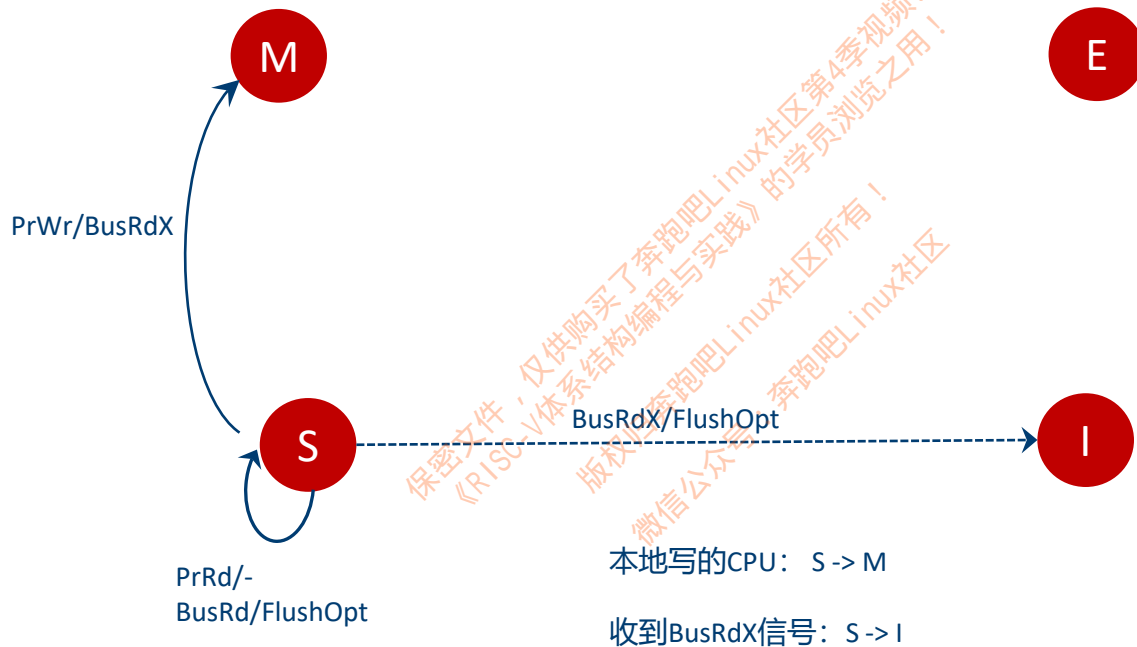 M
E
PrWr/BusRdX
S
BusRdX/FlushOpt
I
PrRd/-
BusRd/FlushOpt
本地写的CPU： S -> M
收到BusRdX信号：S -> I
保密文件，仅供购买了奔跑吧Linux社区第4季视频
《RISC-V体系结构编程与实践》的学员浏览之用！
版权归奔跑吧Linux社区所有！
微信公众号：奔跑吧Linux社区